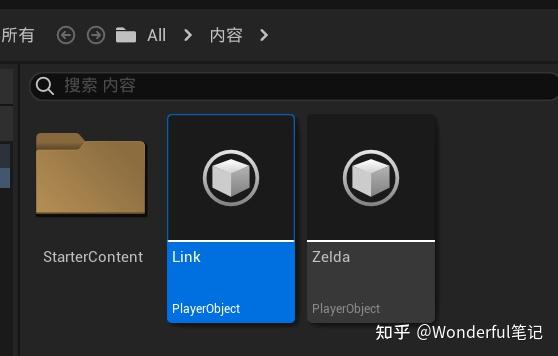 所有
All
内容
搜索 内容
StarterContent
Link
PlayerObject
Zelda
PlayerObject
知乎 @Wonderful笔记